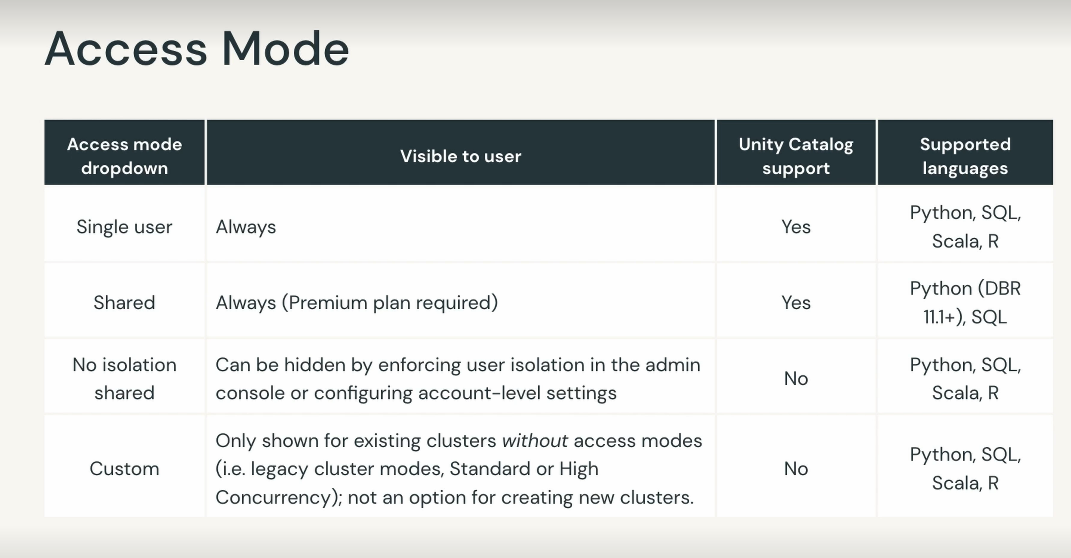 Access Mode
Access mode
dropdown
Visible to user
Unity Catalog
support
Supported
languages
Single user
Always
Yes
Python, SQL,
Scala, R
Shared
Always (Premium plan required)
Yes
Python (DBR
11.1+), SQL
No isolation
shared
Can be hidden by enforcing user isolation in the admin
console or configuring account-level settings
No
Python, SQL,
Scala, R
Custom
Only shown for existing clusters without access modes
(i.e. legacy cluster modes, Standard or High
Concurrency); not an option for creating new clusters.
No
Python, SQL,
Scala, R